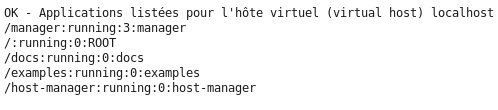 OK - Applications listées pour l'hôte virtuel (virtual host) localhost
/manager:running:3:manager
/:running:0:ROOT
/docs:running:0:docs
/examples:running:0:examples
/host-manager:running:0:host-manager